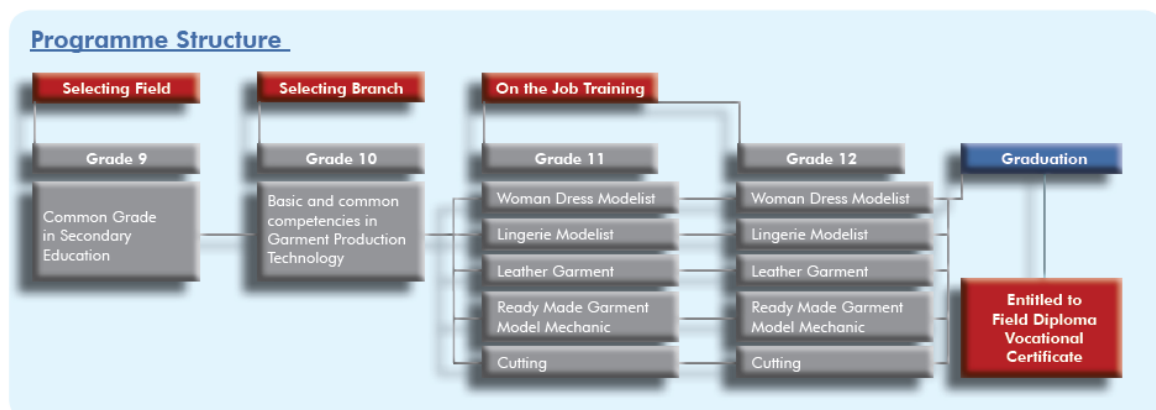 Programme Structure
Selecting Field
Selecting Branch
On the Job Training
Grade 9
Grade 10
Grade 11
Grade 12
Graduation
Common Grade
in Secondary
Education
Basic and common
competencies in
Garment Production
Technology
Woman Dress Modelist
Lingerie Modelist
Leather Garment
Ready Made Garment
Model Mechanic
Cutting
Woman Dress Modelist
Lingerie Modelist
Leather Garment
Ready Made Garment
Model Mechanic
Cutting
Entitled to
Field Diploma
Vocational
Certificate